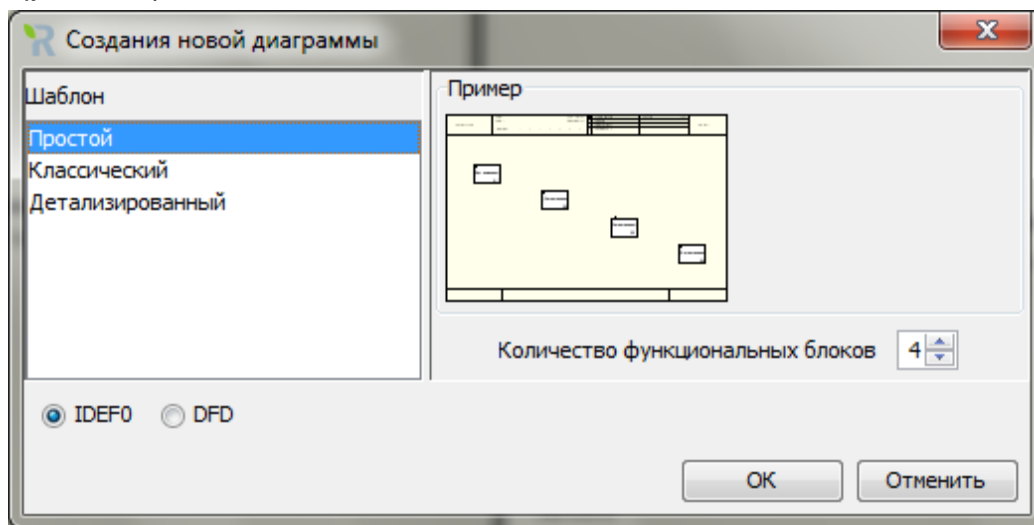 Создания новой диаграммы
Шаблон
Простой
Классический
Детализированный
Пример
Количество функциональных блоков 4
IDEF0 DFD
OK Отменить